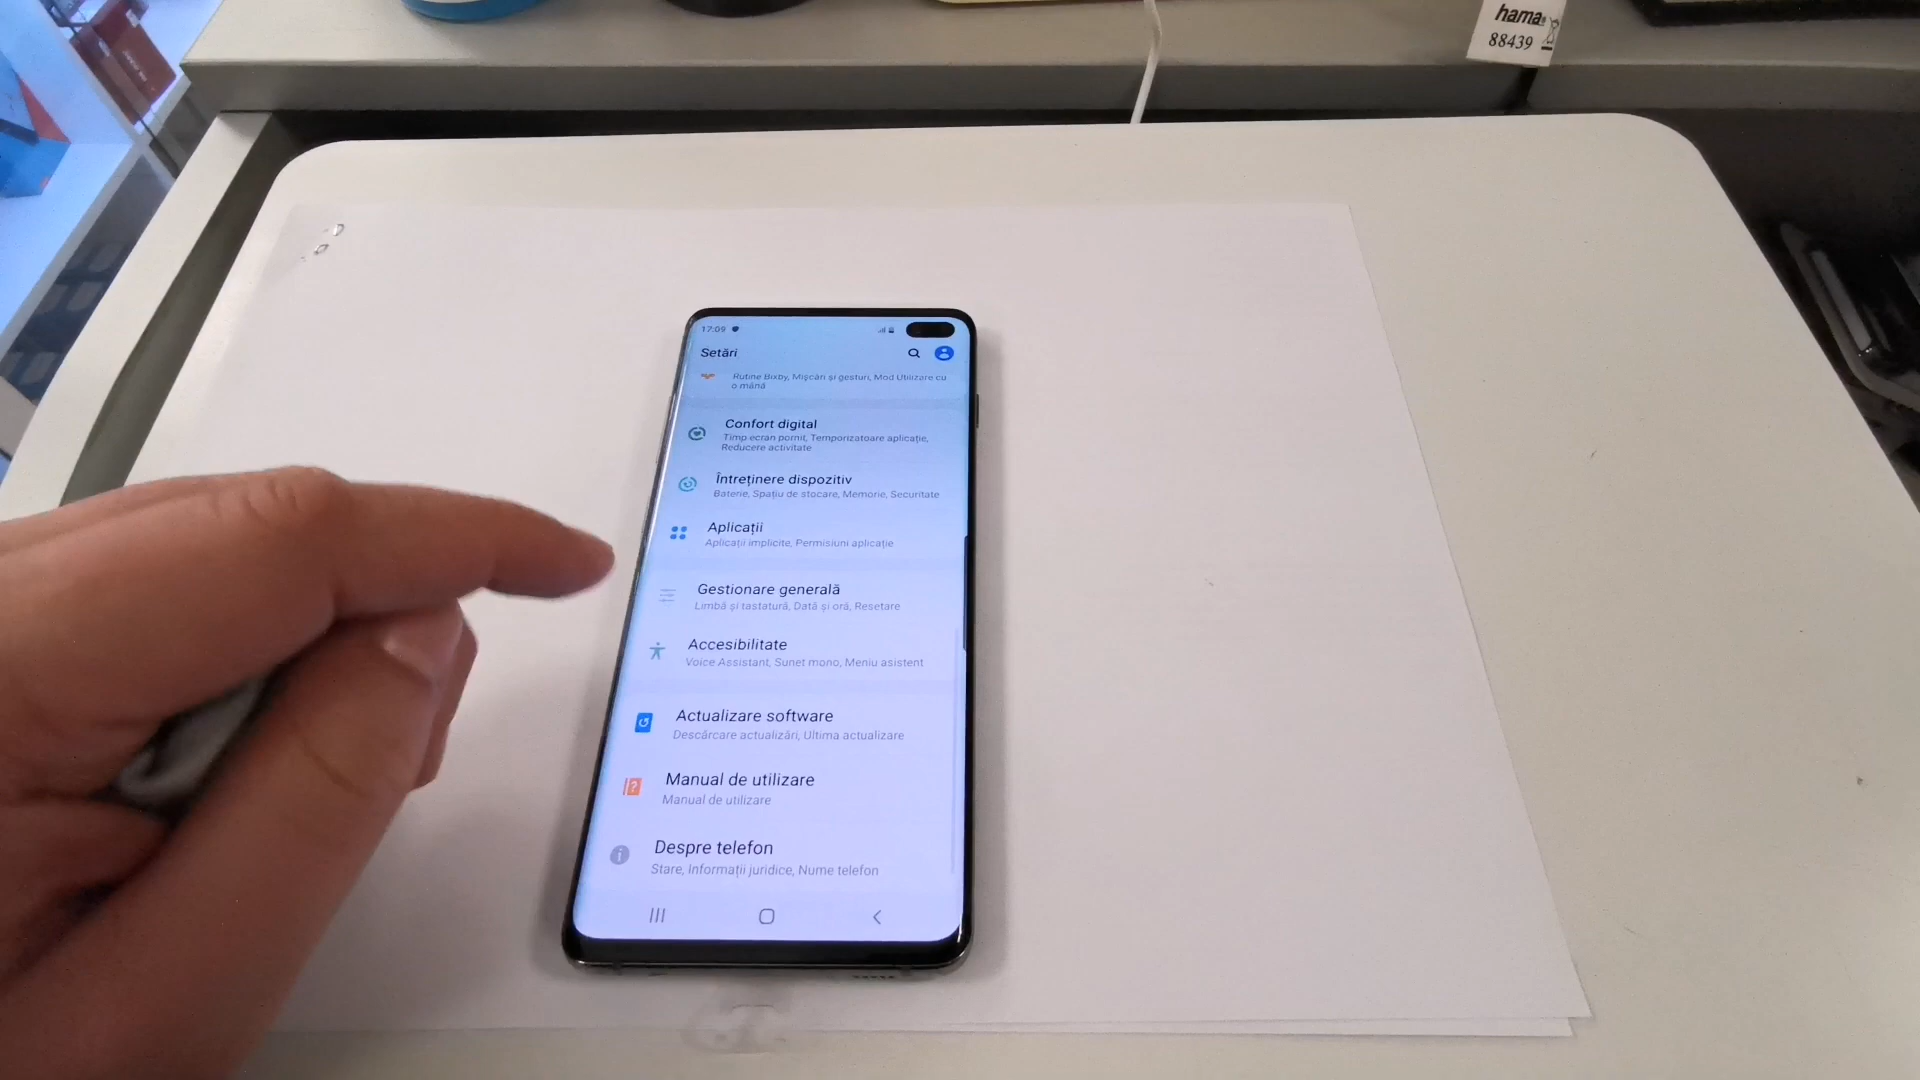 hama
88439
17:09
Setări
Rutine Bixby, Mișcări și gesturi, Mod Utilizare cu
o mână
Confort digital
Timp ecran pornit, Temporizatoare aplicație,
Reducere activitate
Întreținere dispozitiv
Baterie, Spațiu de stocare, Memorie, Securitate
Aplicații
Aplicații implicite, Permisiuni aplicație
Gestionare generală
Limbă și tastatură, Dată și oră, Resetare
Accesibilitate
Voice Assistant, Sunet mono, Meniu asistent
Actualizare software
Descărcare actualizări, Ultima actualizare
Manual de utilizare
Manual de utilizare
Despre telefon
Stare, Informații juridice, Nume telefon